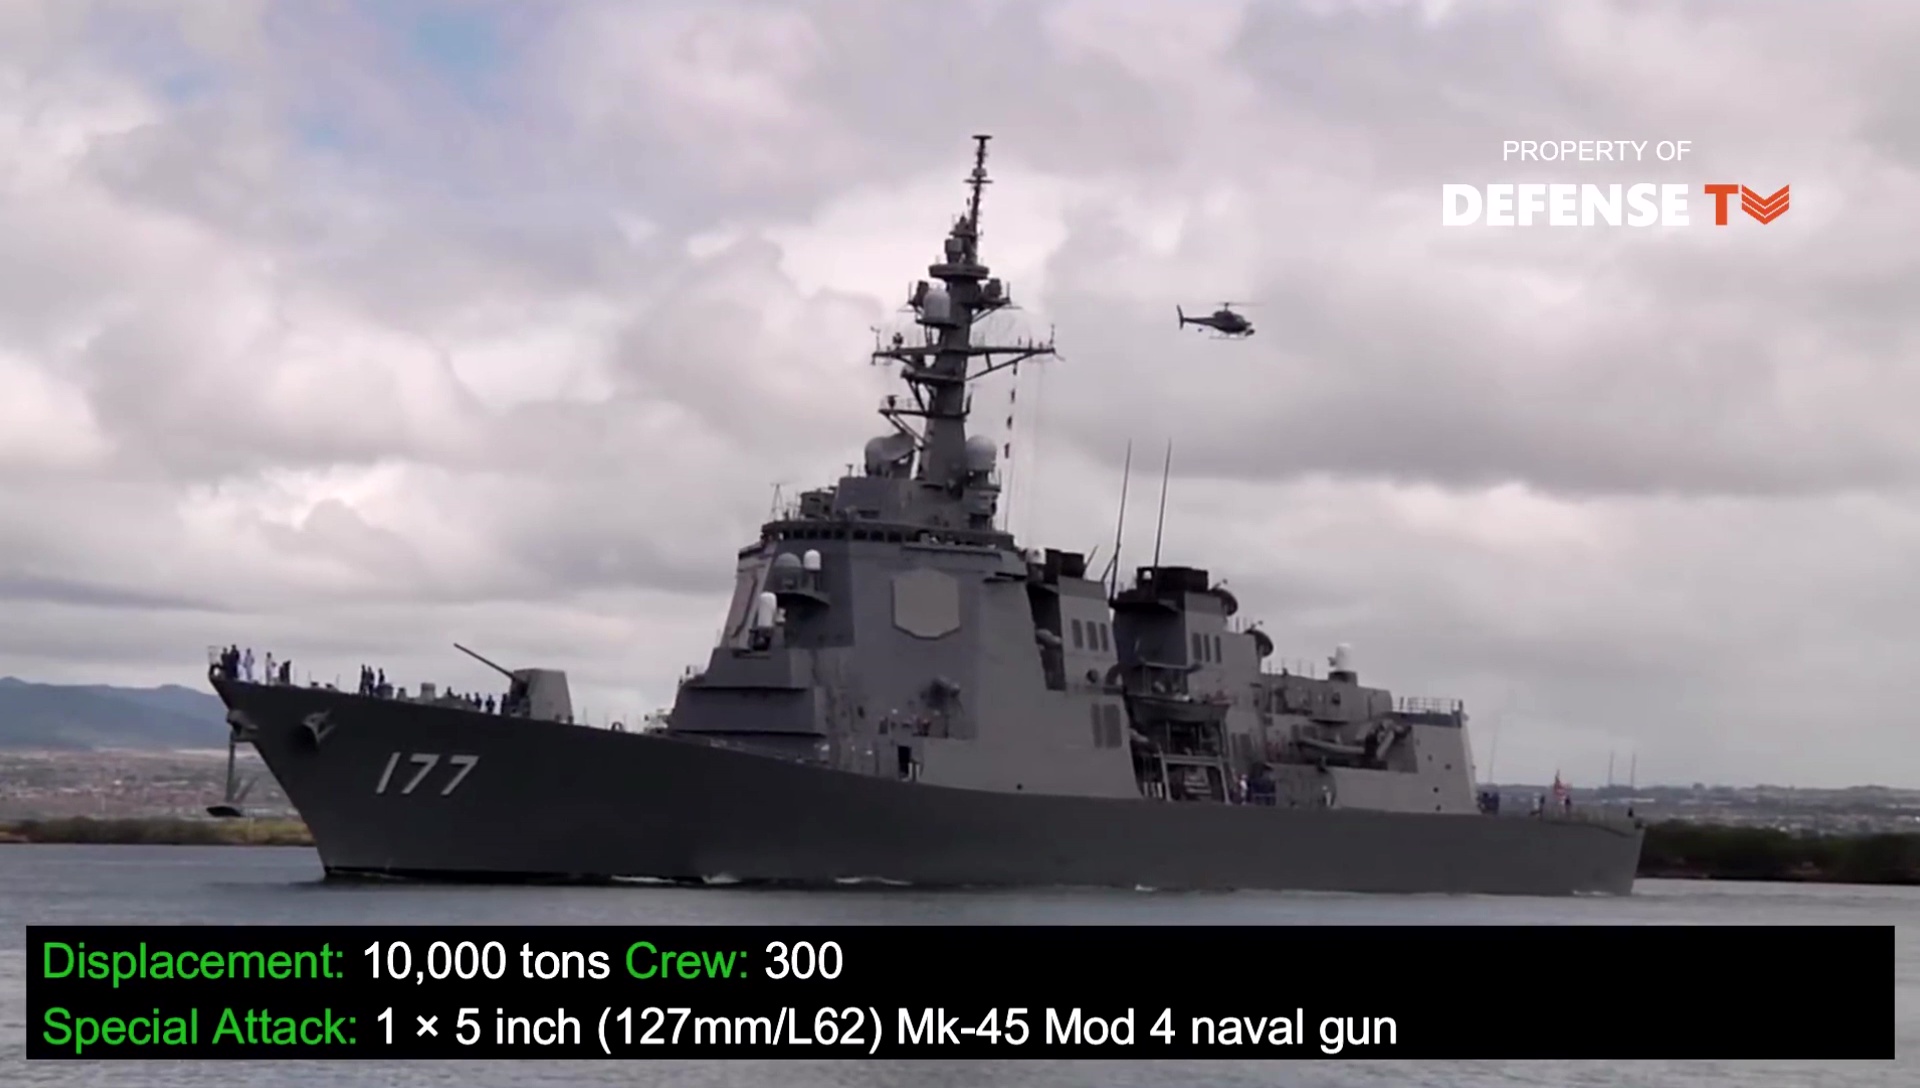 PROPERTY OF
DEFENSE TV
177
Displacement: 10,000 tons Crew: 300
Special Attack: 1 × 5 inch (127mm/L62) Mk-45 Mod 4 naval gun